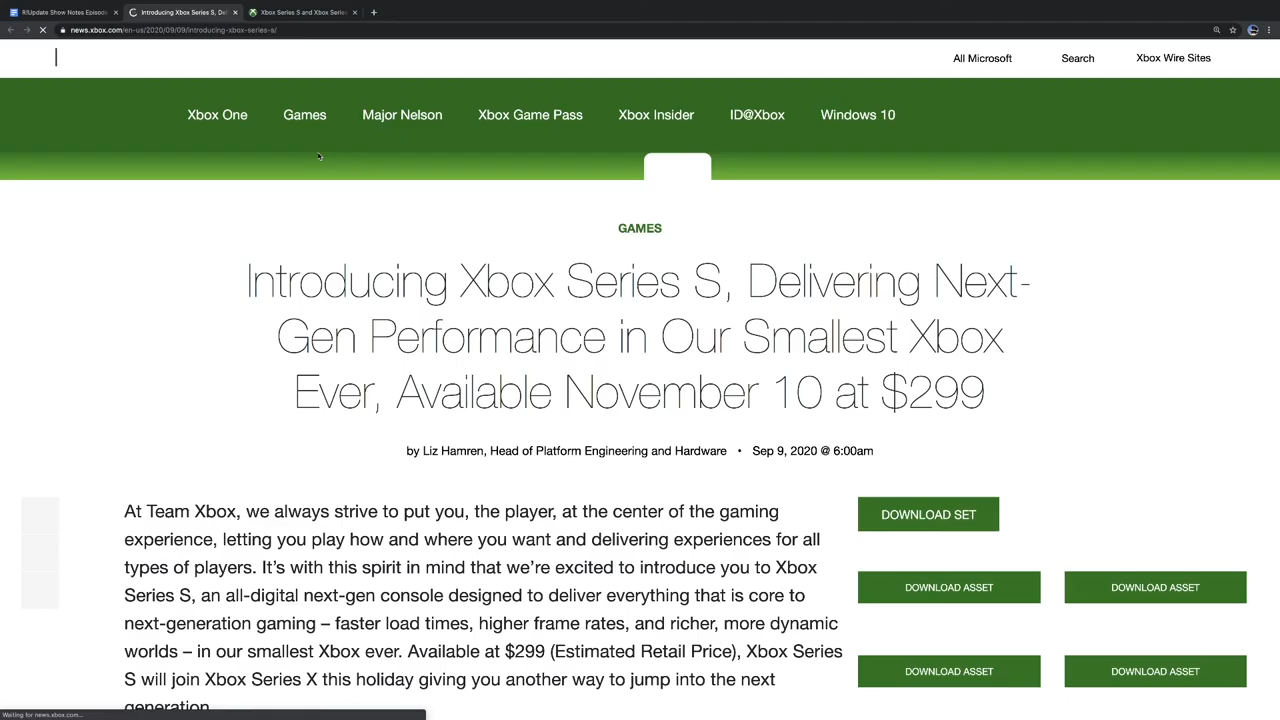 R!Update Show Notes Episode
Introducing Xbox Series S, Del
Xbox Series S and Xbox Series
news.xbox.com/en-us/2020/09/09/introducing-xbox-series-s/
All Microsoft
Search
Xbox Wire Sites
Xbox One
Games
Major Nelson
Xbox Game Pass
Xbox Insider
ID@Xbox
Windows 10
GAMES
Introducing Xbox Series S, Delivering Next-
Gen Performance in Our Smallest Xbox
Ever, Available November 10 at $299
by Liz Hamren, Head of Platform Engineering and Hardware • Sep 9, 2020 @ 6:00am
At Team Xbox, we always strive to put you, the player, at the center of the gaming
experience, letting you play how and where you want and delivering experiences for all
types of players. It’s with this spirit in mind that we’re excited to introduce you to Xbox
Series S, an all-digital next-gen console designed to deliver everything that is core to
next-generation gaming – faster load times, higher frame rates, and richer, more dynamic
worlds – in our smallest Xbox ever. Available at $299 (Estimated Retail Price), Xbox Series
S will join Xbox Series X this holiday giving you another way to jump into the next
generation
DOWNLOAD SET
DOWNLOAD ASSET
DOWNLOAD ASSET
DOWNLOAD ASSET
DOWNLOAD ASSET
Waiting for news.xbox.com...